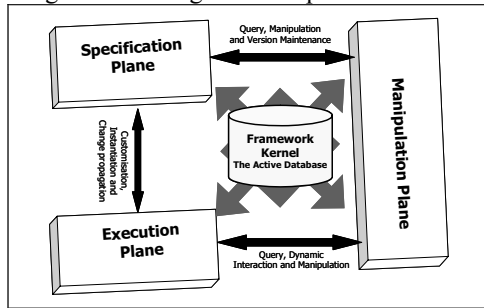 Specification
Plane
Query, Manipulation
and Version Maintenance
Manipulation Plane
Customisation,
Instantiation and
Change propagation
Framework
Kernel
The Active Database
Execution
Plane
Query, Dynamic
Interaction and Manipulation